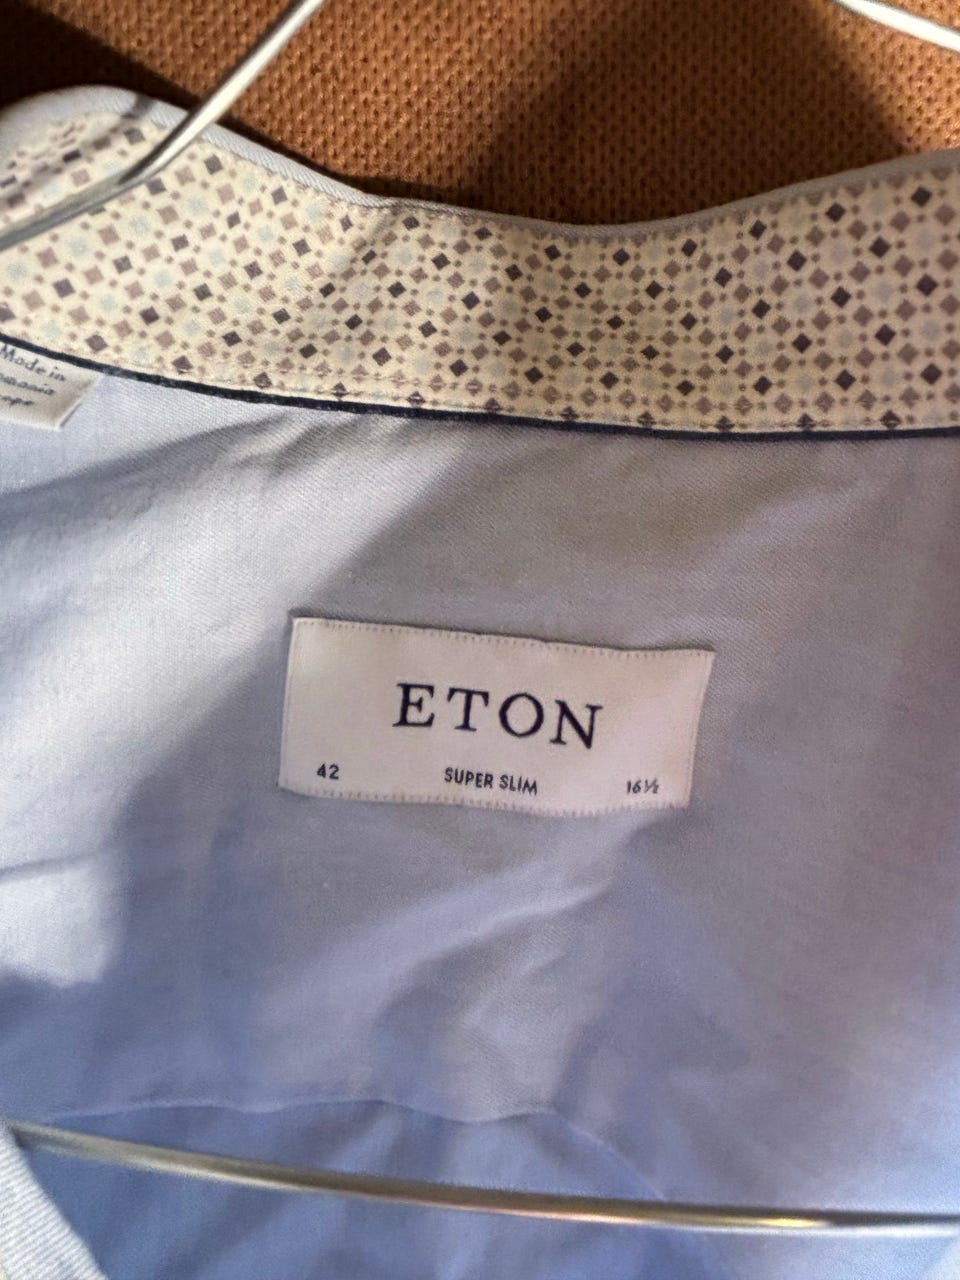 Made in
ETON
42 SUPER SLIM 16½